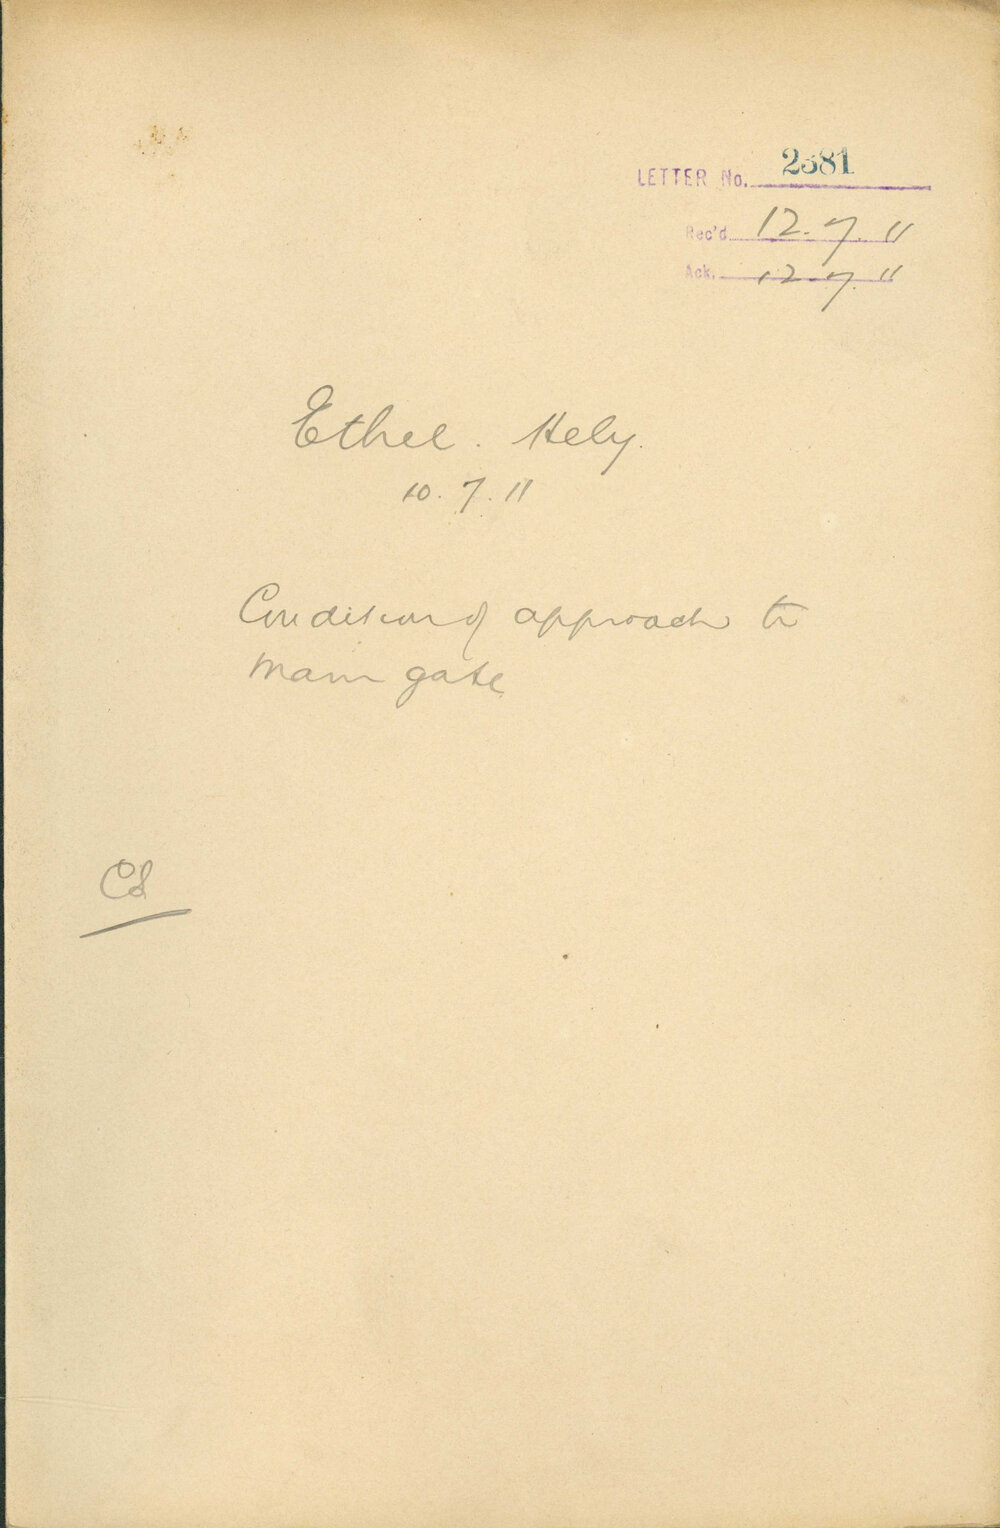 LETTER No. 2381
Rec'd 12.7.11
Ack. 12.7.11
Ethel. Hely.
10.7.11
Condition of approach to
main gate